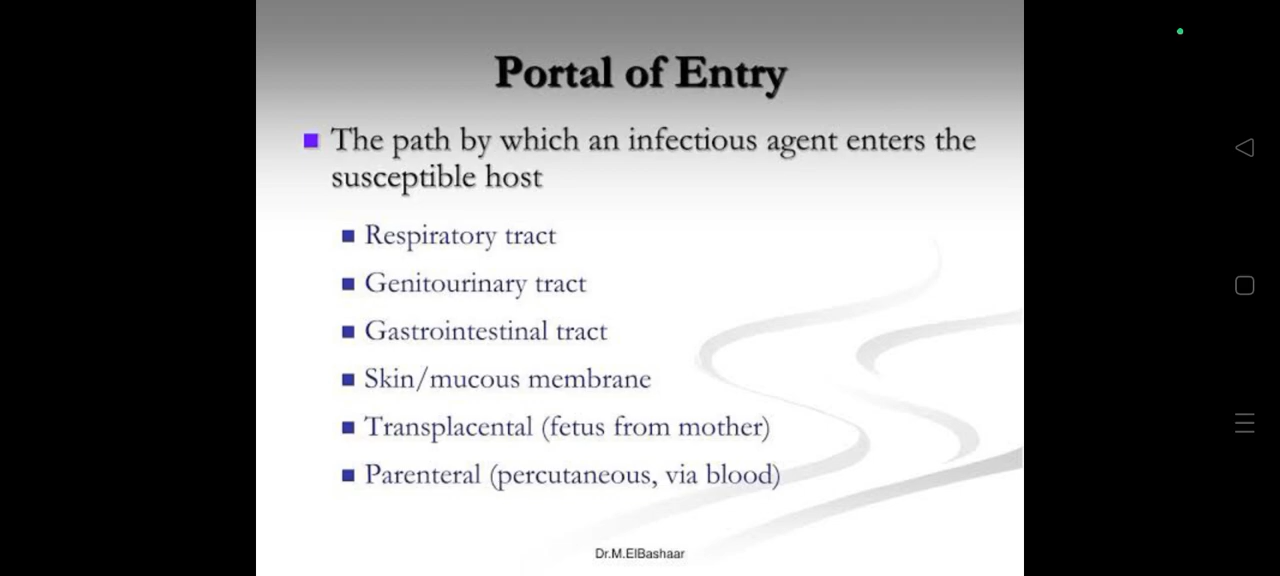 Portal of Entry
The path by which an infectious agent enters the
susceptible host
Respiratory tract
Genitourinary tract
Gastrointestinal tract
Skin/mucous membrane
Transplacental (fetus from mother)
Parenteral (percutaneous, via blood)
Dr.M.ElBashaar